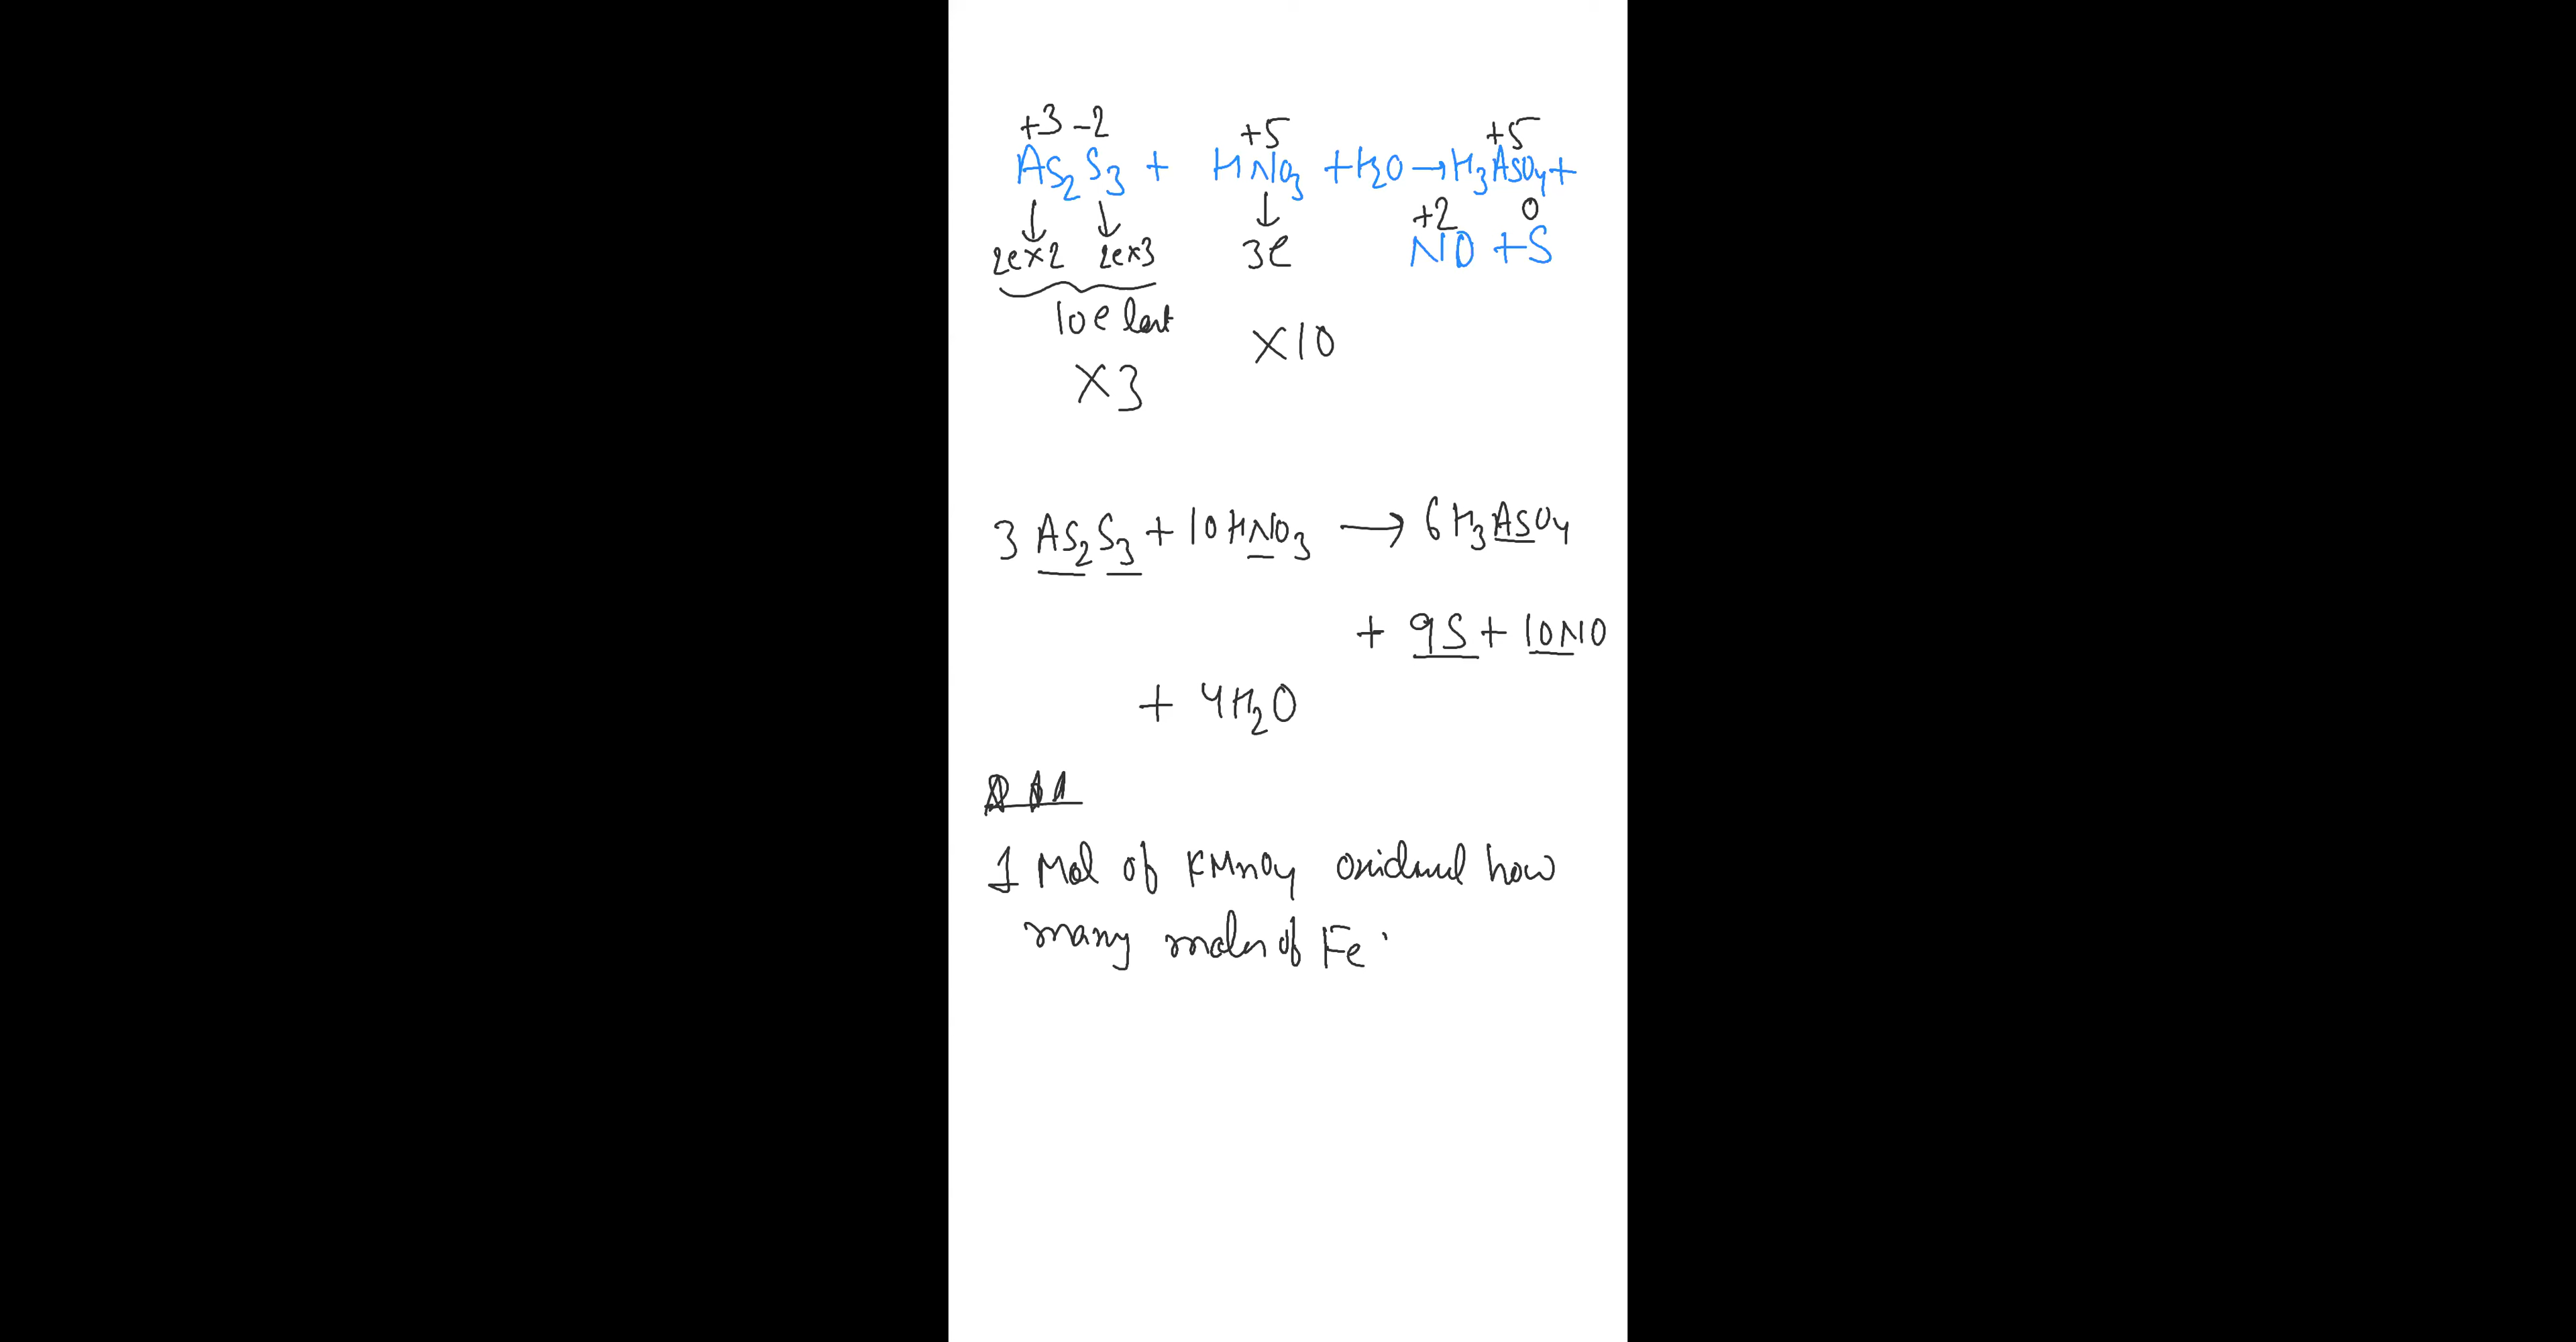 +3 -2 +5 +5
As₂S₃ + HNO₃ + H₂O → H₃AsO₄ +
+2 0
2e×2 2e×3 3e NO + S
10e lost
×10
×3
3 As₂S₃ + 10 HNO₃ → 6 H₃AsO₄
+ 9S + 10NO
+ 4H₂O
1 Mol of KMnO₄ how
many moles of Fe